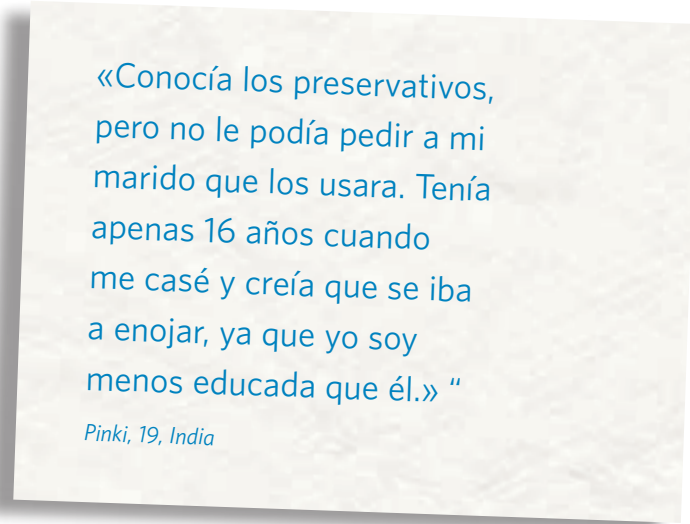 «Conocía los preservativos,
pero no le podía pedir a mi
marido que los usara. Tenía
apenas 16 años cuando
me casé y creía que se iba
a enojar, ya que yo soy
menos educada que él.» “
Pinki, 19, India